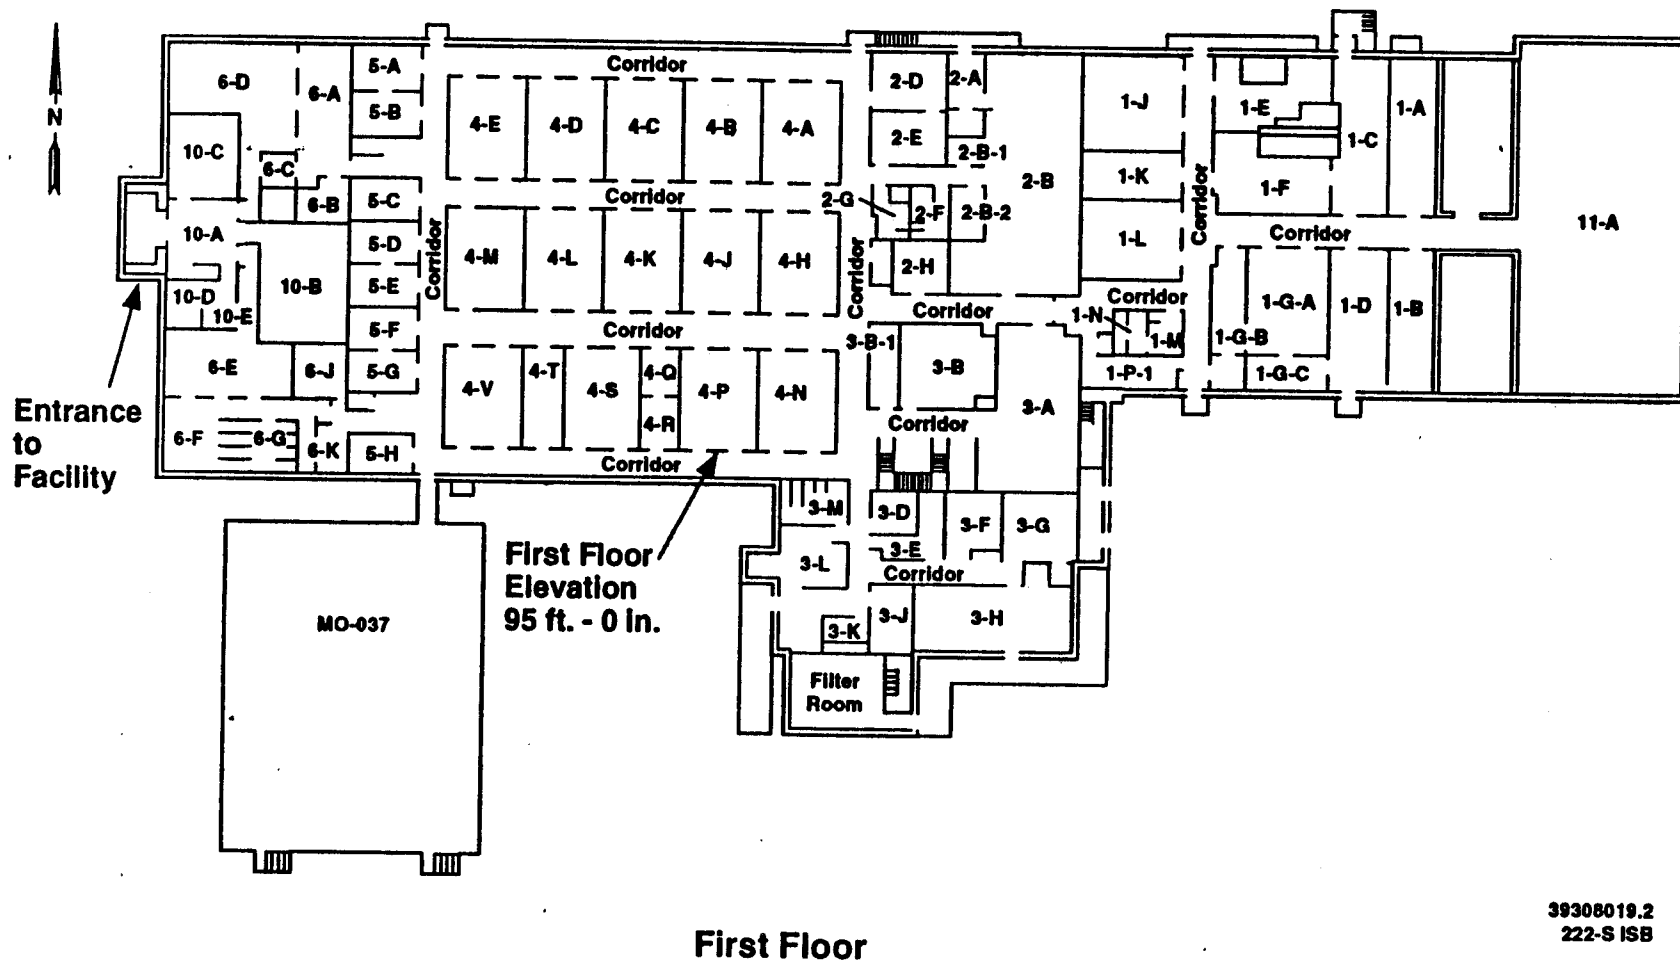 N
6-D
6-A
5-A
5-B
10-C
6-C
6-B
5-C
10-A
5-D
5-E
10-B
10-D
10-E
5-F
5-G
6-E
6-J
6-F
6-G
6-K
5-H
Entrance
to
Facility
Corridor
Corridor
4-E
4-D
4-C
4-B
4-A
Corridor
4-M
4-L
4-K
4-J
4-H
Corridor
4-V
4-T
4-S
4-Q
4-R
4-P
4-N
Corridor
First Floor
Elevation
95 ft. - 0 in.
MO-037
Corridor
2-D
2-A
2-E
2-B-1
2-B
2-G
2-F
2-B-2
2-H
Corridor
3-B-1
3-B
3-A
Corridor
3-M
3-D
3-E
3-F
3-G
3-L
Corridor
3-K
3-J
3-H
Filter
Room
1-J
1-K
1-L
Corridor
Corridor
1-N
1-M
1-P-1
1-E
1-F
1-C
1-A
Corridor
1-G-A
1-G-B
1-G-C
1-D
1-B
11-A
39306019.2
222-S ISB
First Floor